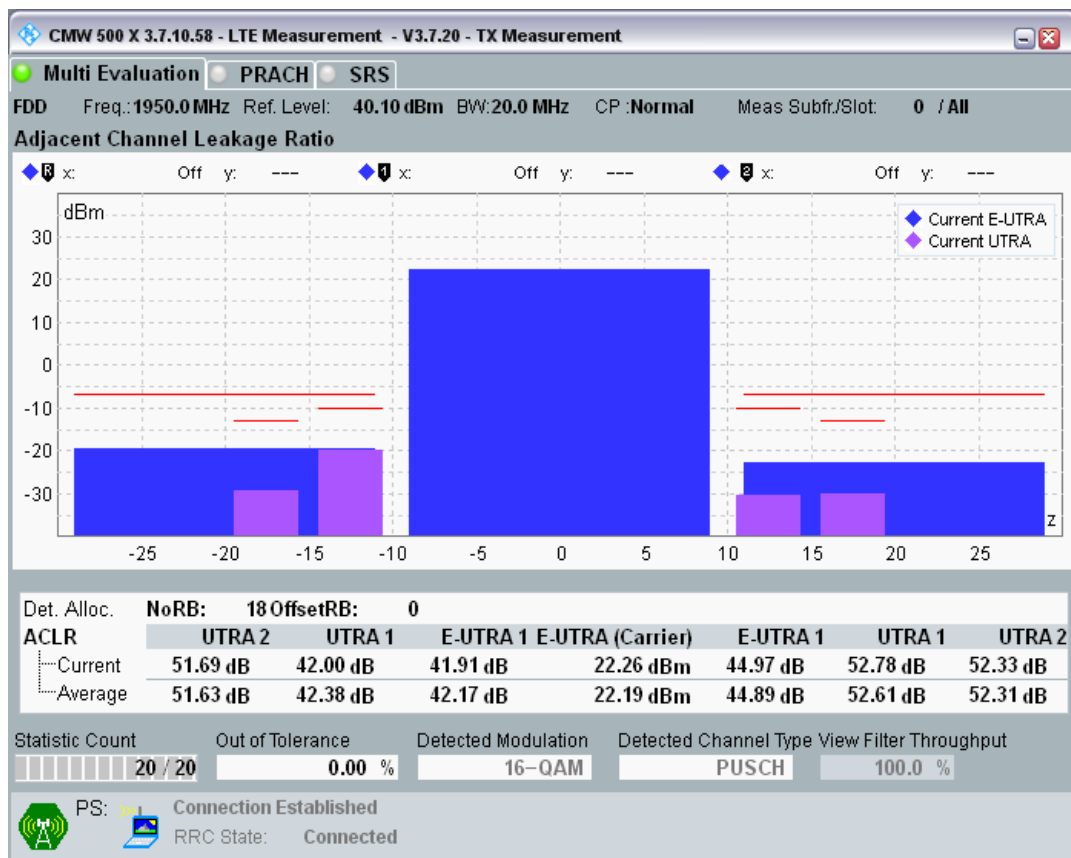 CMW 500 X 3.7.10.58 - LTE Measurement - V3.7.20 - TX Measurement
Multi Evaluation PRACH SRS
FDD Freq.:1950.0 MHz Ref. Level: 40.10 dBm BW:20.0 MHz CP :Normal Meas Subfr./Slot: 0 / All
Adjacent Channel Leakage Ratio
R x: Off y: --- 1 x: Off y: --- 2 x: Off y: ---
dBm
Current E-UTRA
Current UTRA
30
20
10
0
-10
-20
-30
z
-25 -20 -15 -10 -5 0 5 10 15 20 25
Det. Alloc. NoRB: 18 OffsetRB: 0
ACLR UTRA 2 UTRA 1 E-UTRA 1 E-UTRA (Carrier) E-UTRA 1 UTRA 1 UTRA 2
Current 51.69 dB 42.00 dB 41.91 dB 22.26 dBm 44.97 dB 52.78 dB 52.33 dB
Average 51.63 dB 42.38 dB 42.17 dB 22.19 dBm 44.89 dB 52.61 dB 52.31 dB
Statistic Count Out of Tolerance Detected Modulation Detected Channel Type View Filter Throughput
20 / 20 0.00 % 16-QAM PUSCH 100.0 %
PS: Connection Established
RRC State: Connected